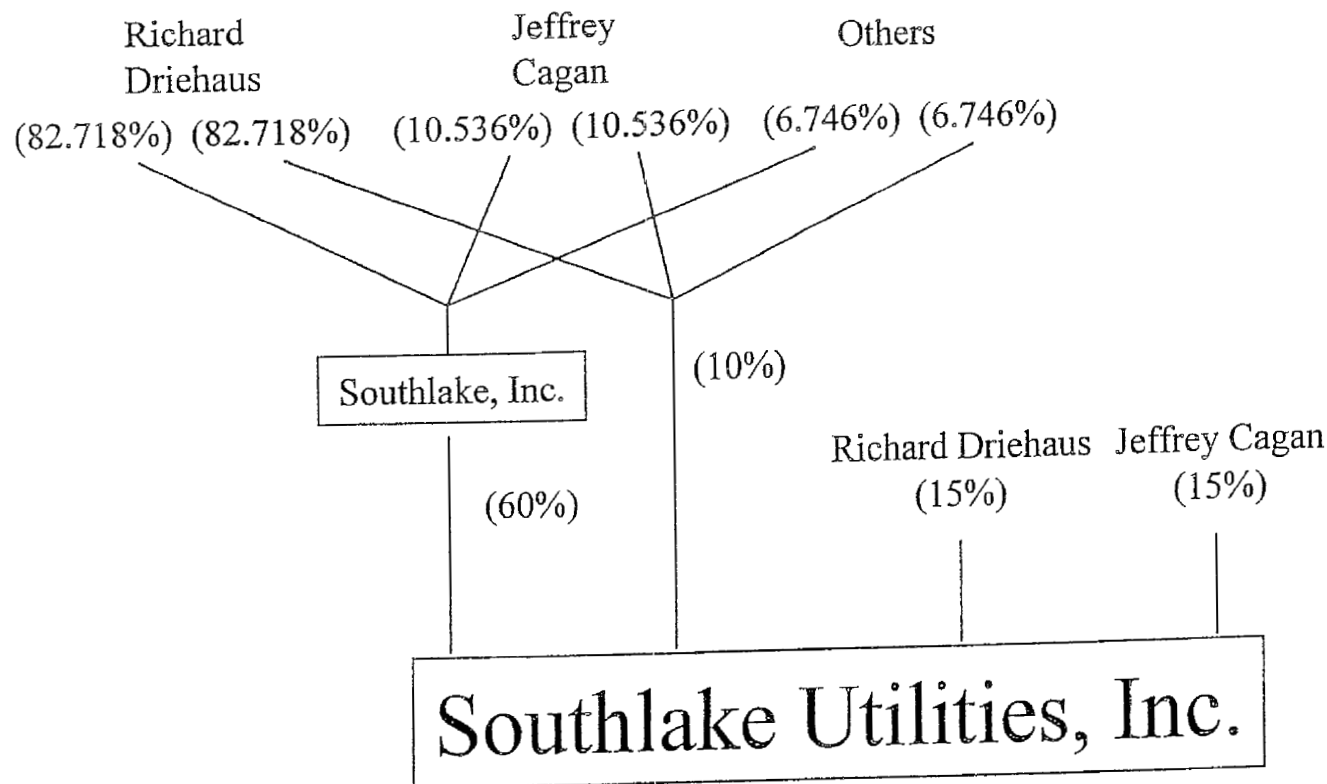 Richard
Driehaus
Jeffrey
Cagan
Others
(82.718%) (82.718%) (10.536%) (10.536%) (6.746%) (6.746%)
Southlake, Inc.
(10%)
(60%)
Richard Driehaus
(15%)
Jeffrey Cagan
(15%)
Southlake Utilities, Inc.